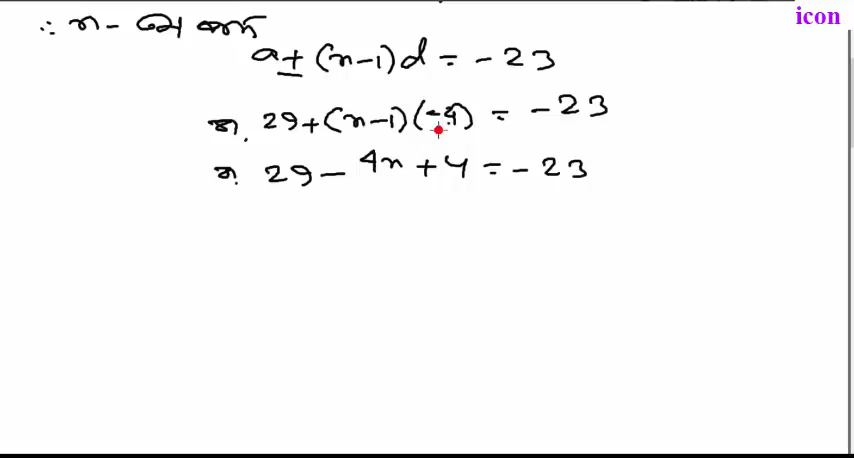 icon
∴ n - তম পদ
a + (n-1)d = - 23
বা, 29 + (n-1)(-4) = - 23
বা, 29 - 4n + 4 = - 23